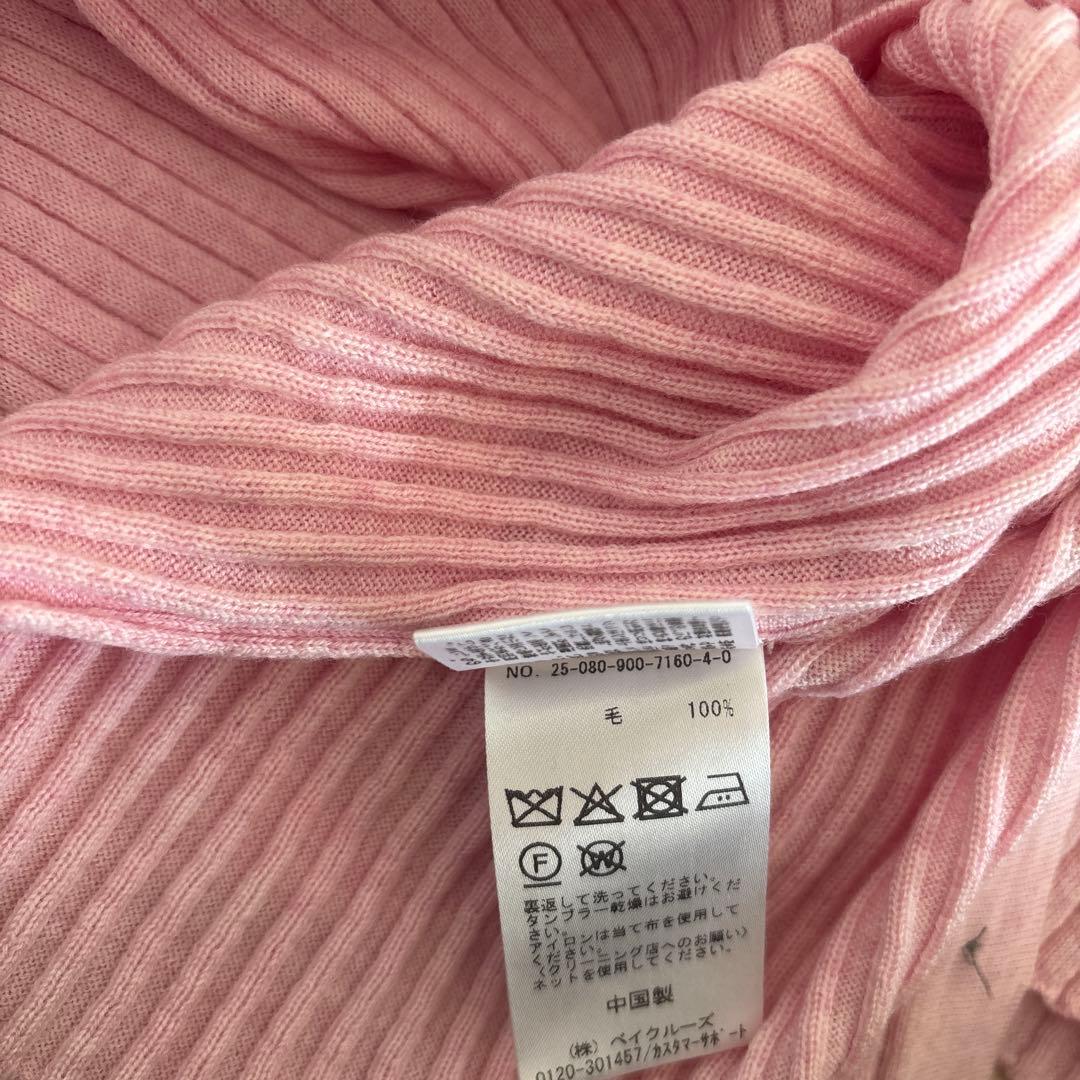 NO. 25-080-900-7160-4-0
毛 100%
F
W
裏返して洗ってください。
タンブラー乾燥はお避けくだ
さい。
アイロンは当て布を使用して
ください。
〈クリーニング店へのお願い〉
ネットを使用してください。
中国製
(株) ベイクルーズ
0120-301457/カスタマーサポート